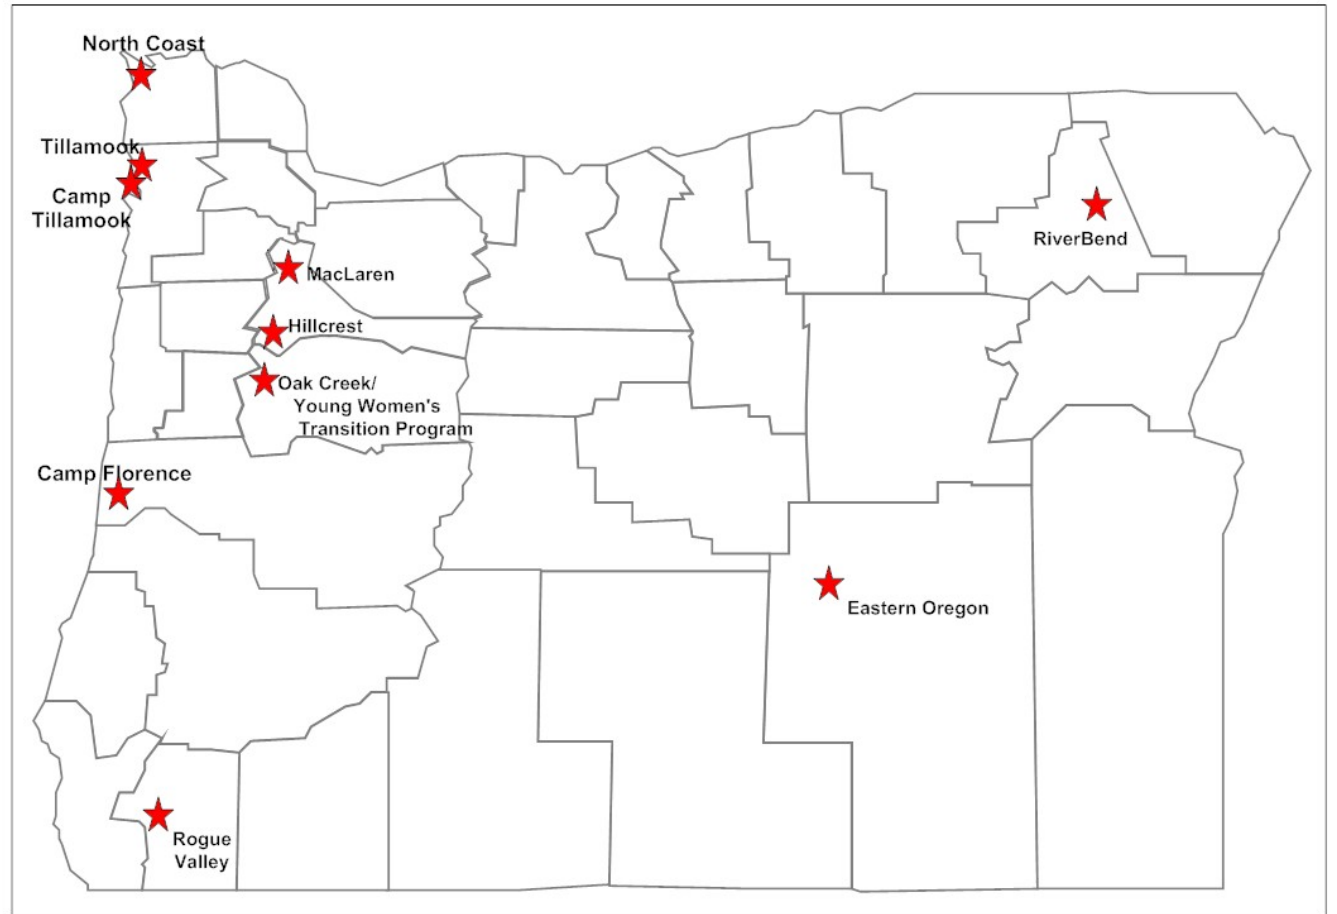 North Coast
Tillamook
Camp
Tillamook
RiverBend
MacLaren
Hillcrest
Oak Creek/
Young Women's
Transition Program
Camp Florence
Eastern Oregon
Rogue
Valley